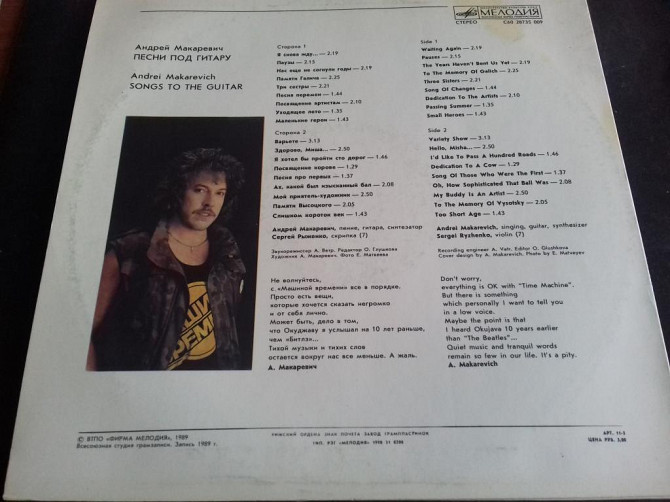 МЕЛОДИЯ
СТЕРЕО
Андрей Макаревич
ПЕСНИ ПОД ГИТАРУ
Andrei Makarevich
SONGS TO THE GUITAR
Сторона 1
Я снова жду... — 2.19
Паузы — 2.15
Нас еще не согнули годы — 2.19
Памяти Галича — 2.25
Три сестры — 2.21
Песня перемен — 1.44
Посвящение артистам — 2.10
Уходящее лето — 1.35
Маленькие герои — 1.43
Сторона 2
Варьете — 3.13
Здорово, Миша... — 2.50
Я хотел бы пройти сто дорог — 1.46
Посвящение корове — 1.29
Песня про первых — 1.37
Ах, какой был изысканный бал — 2.08
Мой приятель-художник — 2.50
Памяти Высоцкого — 2.05
Слишком короток век — 1.43
Андрей Макаревич, пение, гитара, синтезатор
Сергей Рыженко, скрипка (7)
Звукорежиссер А. Ветр. Редактор О. Глушкова
Художник А. Макаревич. Фото Е. Матвеева
Не волнуйтесь,
с «Машиной времени» все в порядке.
Просто есть вещи,
которые хочется сказать негромко
и от себя лично.
Может быть, дело в том,
что Окуджаву я услышал на 10 лет раньше,
чем «Битлз»...
Тихой музыки и тихих слов
остается вокруг нас все меньше. А жаль.
А. Макаревич
Side 1
Waiting Again — 2.19
Pauses — 2.15
The Years Haven't Bent Us Yet — 2.19
To The Memory Of Galich — 2.25
Three Sisters — 2.21
Song Of Changes — 1.44
Dedication To The Artists — 2.10
Passing Summer — 1.35
Small Heroes — 1.43
Side 2
Variety Show — 3.13
Hello, Misha... — 2.50
I'd Like To Pass A Hundred Roads — 1.46
Dedication To A Cow — 1.29
Song Of Those Who Were The First — 1.37
Oh, How Sophisticated That Ball Was — 2.08
My Buddy Is An Artist — 2.50
To The Memory Of Vysotsky — 2.05
Too Short Age — 1.43
Andrei Makarevich, singing, guitar, synthesizer
Sergei Ryzhenko, violin (7)
Recording engineer A. Vetr. Editor O. Glushkova
Cover design by A. Makarevich. Photo by E. Matveyev
Don't worry,
everything is OK with "Time Machine".
But there is something
which personally I want to tell you
in a low voice.
Maybe the point is that
I heard Okujava 10 years earlier
than "The Beatles"...
Quiet music and tranquil words
remain so few in our life. It's a pity.
A. Makarevich
© ВТПО «ФИРМА МЕЛОДИЯ», 1989
Всесоюзная студия грамзаписи. Запись 1989 г.
РИЖСКИЙ ОРДЕНА ЗНАК ПОЧЕТА ЗАВОД ГРАМПЛАСТИНОК